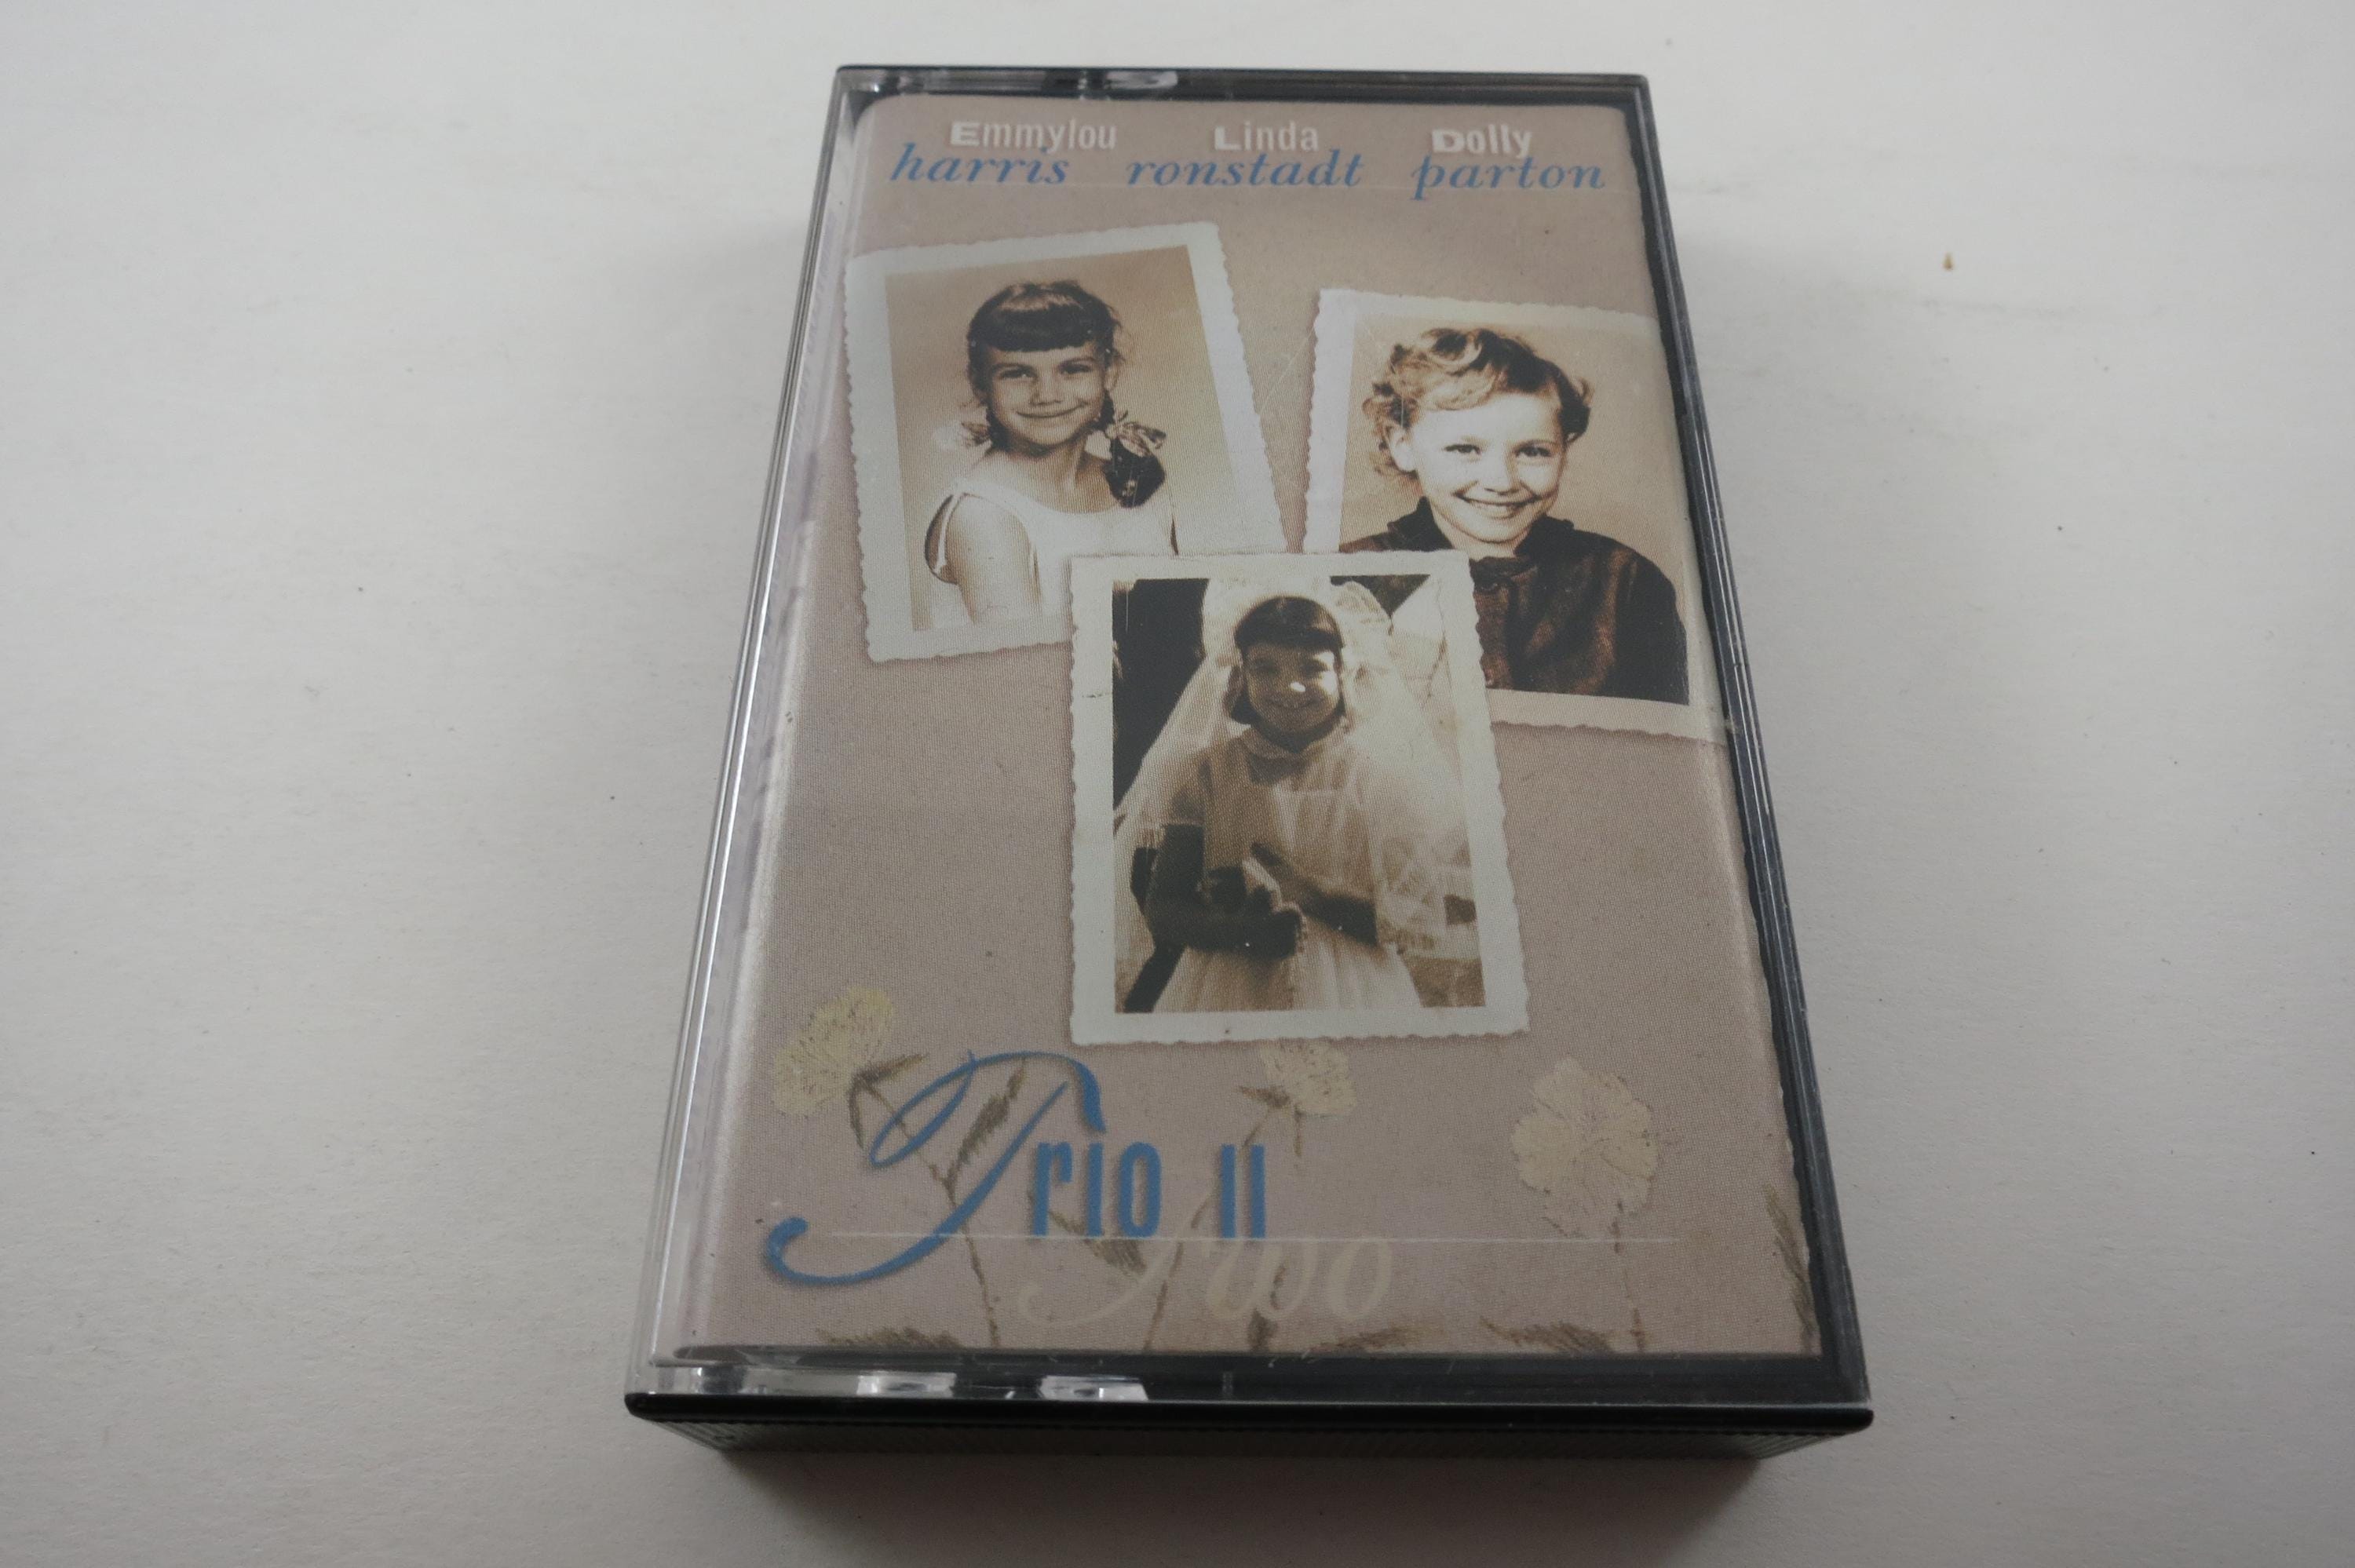 Emmylou Linda Dolly
harris ronstadt parton
Trio II
Two